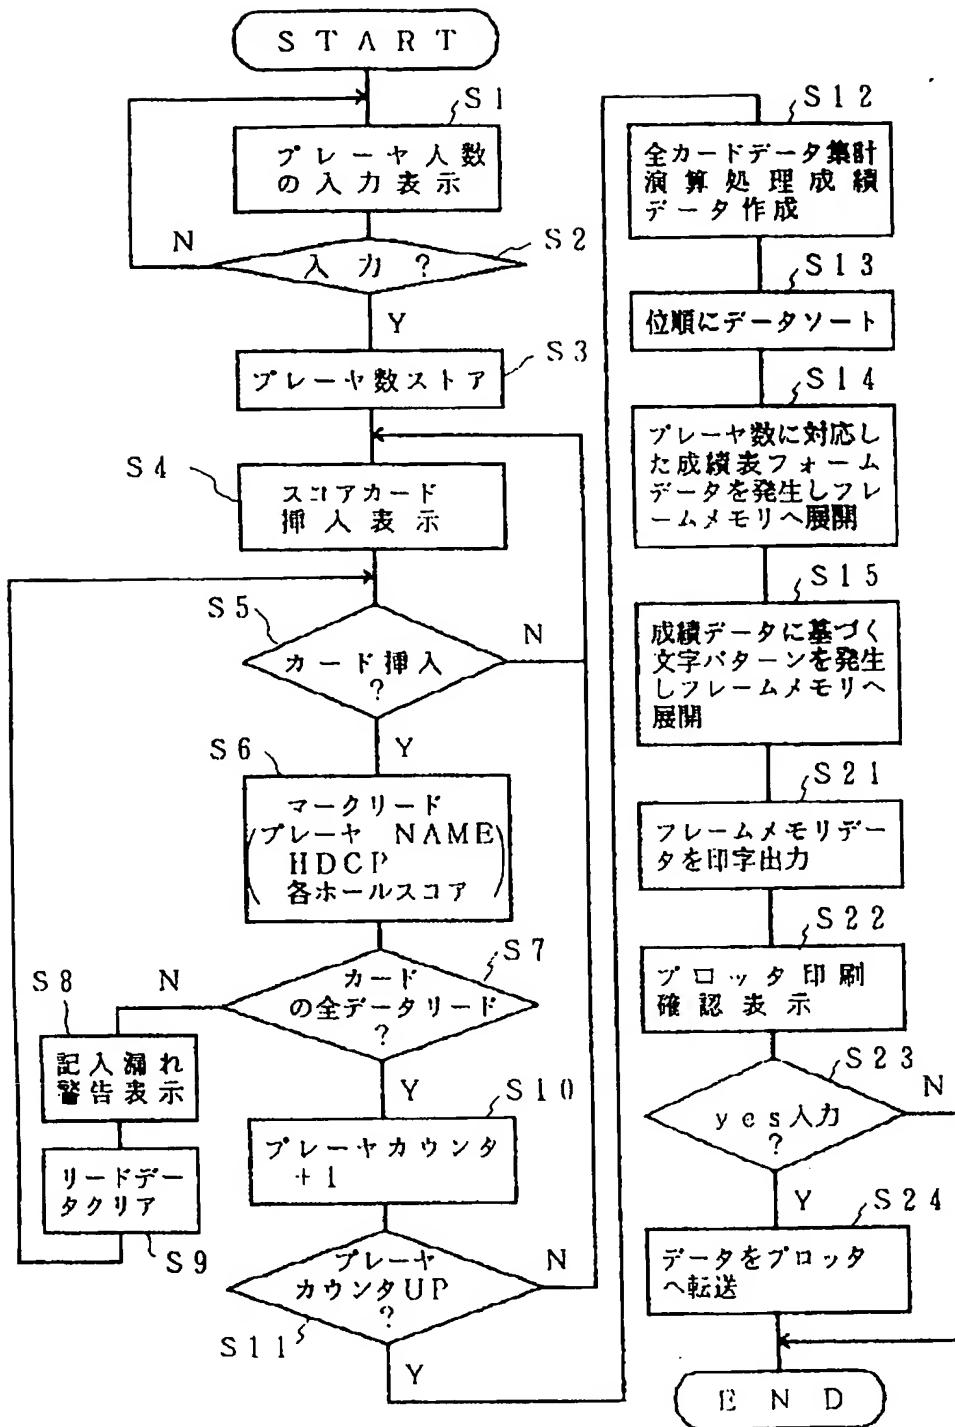 START
S1
プレーヤ人数
の入力表示
N
S2
入力?
Y
S3
プレーヤ数ストア
S4
スコアカード
挿入表示
S5
N
カード挿入
?
Y
S6
マークリード
(プレーヤ NAME
HDCP
各ホールスコア)
S7
N
カード
の全データリード
?
S8
記入漏れ
警告表示
Y
S10
リードデー
タクリア
S9
プレーヤカウンタ
+1
プレーヤ
カウンタUP
?
N
S11
Y
S12
全カードデータ集計
演算処理成績
データ作成
S13
位順にデータソート
S14
プレーヤ数に対応し
た成績表フォーム
データを発生しフレ
ームメモリへ展開
S15
成績データに基づく
文字パターンを発生
しフレームメモリへ
展開
S21
フレームメモリデー
タを印字出力
S22
プロッタ印刷
確認表示
S23
N
yes入力
?
Y
S24
データをプロッタ
へ転送
END